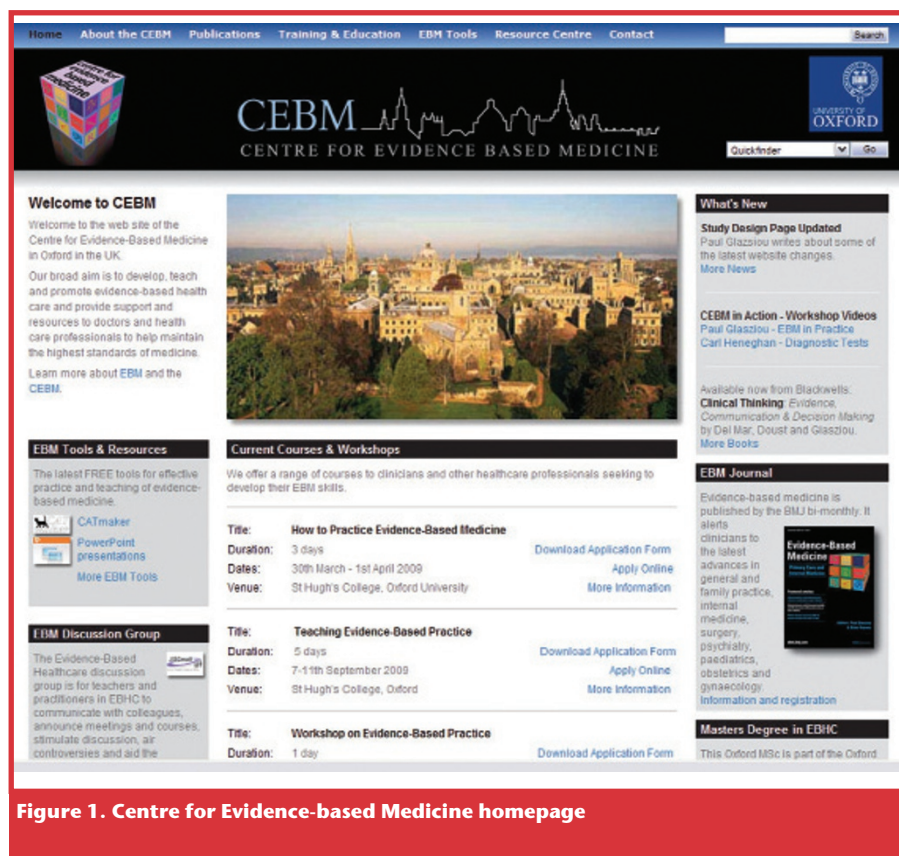 Home About the CEBM Publications Training & Education EBM Tools Resource Centre Contact Search
centre for
evidence
based
medicine
CEBM
CENTRE FOR EVIDENCE BASED MEDICINE
UNIVERSITY OF
OXFORD
Quickfinder Go
Welcome to CEBM
Welcome to the web site of the
Centre for Evidence-Based Medicine
in Oxford in the UK.
Our broad aim is to develop, teach
and promote evidence-based health
care and provide support and
resources to doctors and health
care professionals to help maintain
the highest standards of medicine.
Learn more about EBM and the
CEBM.
What's New
Study Design Page Updated
Paul Glazsiou writes about some of
the latest website changes.
More News
CEBM in Action - Workshop Videos
Paul Glasziou - EBM in Practice
Carl Heneghan - Diagnostic Tests
Available now from Blackwells:
Clinical Thinking: Evidence,
Communication & Decision Making
by Del Mar, Doust and Glasziou.
More Books
EBM Tools & Resources
The latest FREE tools for effective
practice and teaching of evidence-
based medicine.
CATmaker
PowerPoint
presentations
More EBM Tools
EBM Discussion Group
The Evidence-Based
Healthcare discussion
group is for teachers and
practitioners in EBHC to
communicate with colleagues,
announce meetings and courses,
stimulate discussion, air
controversies and aid the
Current Courses & Workshops
We offer a range of courses to clinicians and other healthcare professionals seeking to
develop their EBM skills.
Title: How to Practice Evidence-Based Medicine
Duration: 3 days Download Application Form
Dates: 30th March - 1st April 2009 Apply Online
Venue: St Hugh's College, Oxford University More Information
Title: Teaching Evidence-Based Practice
Duration: 5 days Download Application Form
Dates: 7-11th September 2009 Apply Online
Venue: St Hugh's College, Oxford More Information
Title: Workshop on Evidence-Based Practice
Duration: 1 day Download Application Form
EBM Journal
Evidence-based medicine is
published by the BMJ bi-monthly. It
alerts
clinicians to
the latest
advances in
general and
family practice,
internal
medicine,
surgery,
psychiatry,
paediatrics,
obstetrics and
gynaecology.
Information and registration
Evidence-Based
Medicine
Masters Degree in EBHC
This Oxford MSc is part of the Oxford
Figure 1. Centre for Evidence-based Medicine homepage